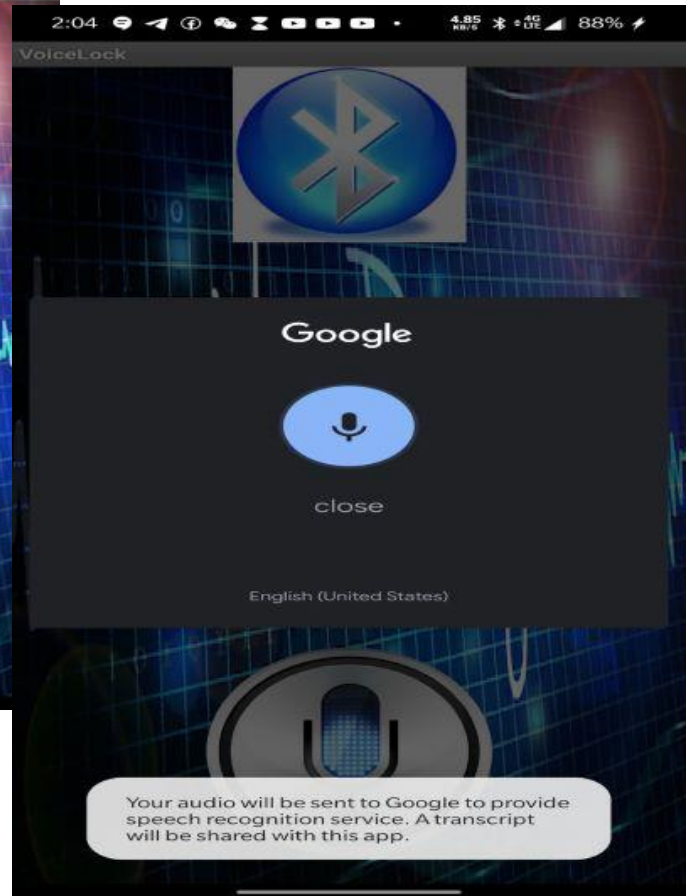 2:04
4.85
KB/S
4G
LTE
88%
VoiceLock
Google
close
English (United States)
Your audio will be sent to Google to provide
speech recognition service. A transcript
will be shared with this app.